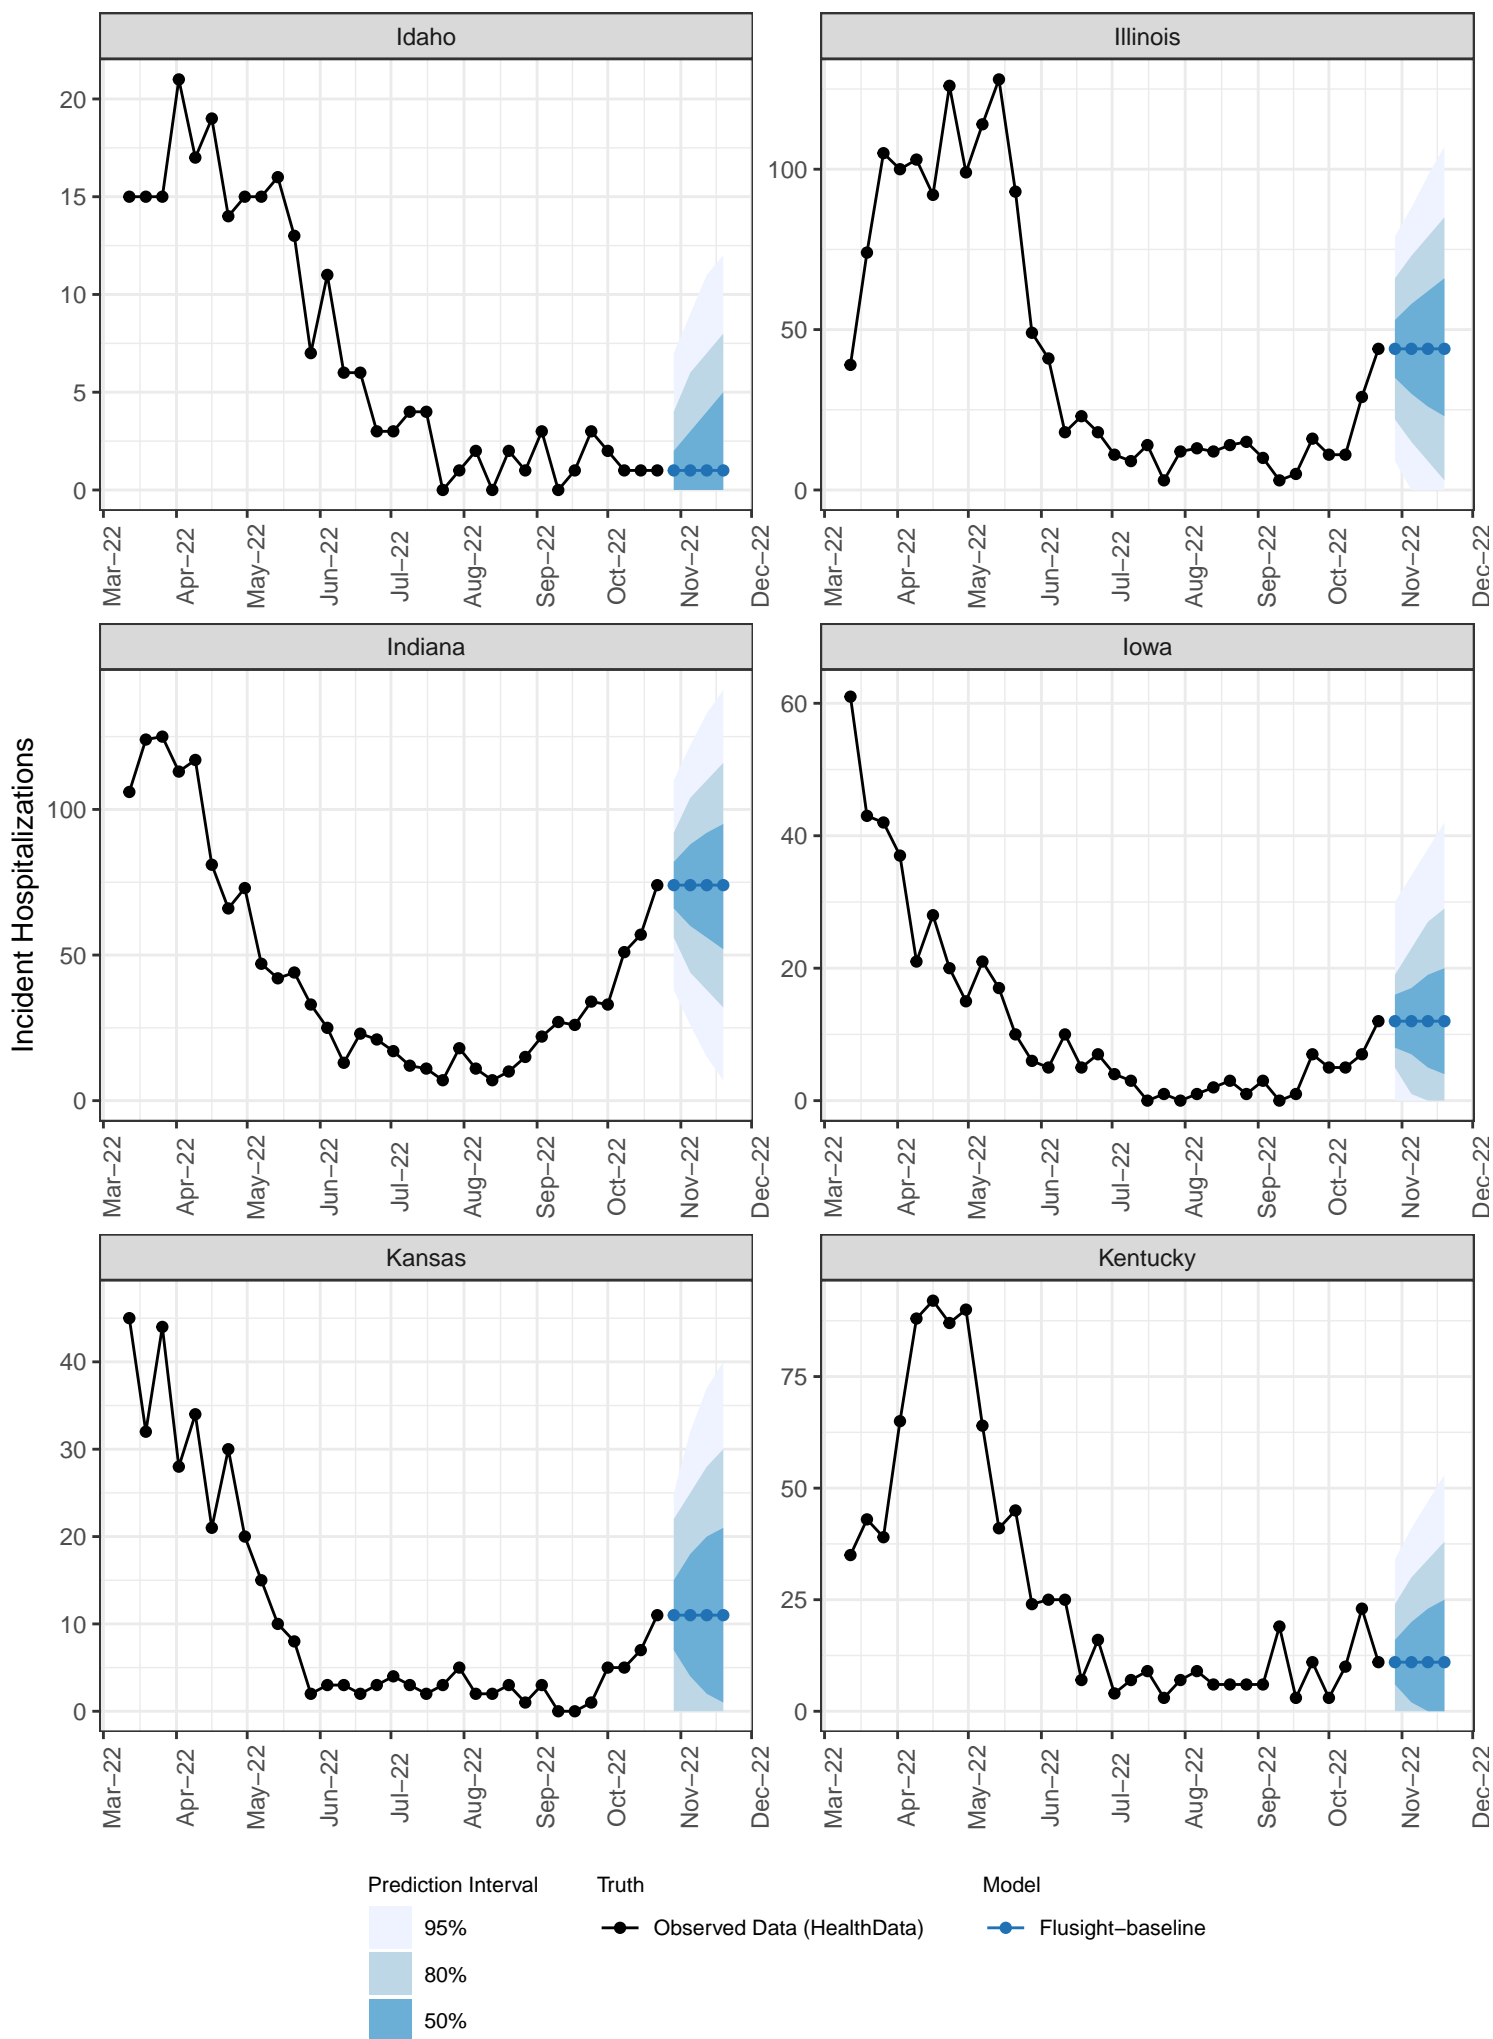 Idaho
Illinois
20
15
10
5
0
100
50
0
Mar−22
Apr−22
May−22
Jun−22
Jul−22
Aug−22
Sep−22
Oct−22
Nov−22
Dec−22
Mar−22
Apr−22
May−22
Jun−22
Jul−22
Aug−22
Sep−22
Oct−22
Nov−22
Dec−22
Incident Hospitalizations
Indiana
Iowa
100
50
0
60
40
20
0
Mar−22
Apr−22
May−22
Jun−22
Jul−22
Aug−22
Sep−22
Oct−22
Nov−22
Dec−22
Mar−22
Apr−22
May−22
Jun−22
Jul−22
Aug−22
Sep−22
Oct−22
Nov−22
Dec−22
Kansas
Kentucky
40
30
20
10
0
75
50
25
0
Mar−22
Apr−22
May−22
Jun−22
Jul−22
Aug−22
Sep−22
Oct−22
Nov−22
Dec−22
Mar−22
Apr−22
May−22
Jun−22
Jul−22
Aug−22
Sep−22
Oct−22
Nov−22
Dec−22
Prediction Interval
95%
80%
50%
Truth
Observed Data (HealthData)
Model
Flusight−baseline